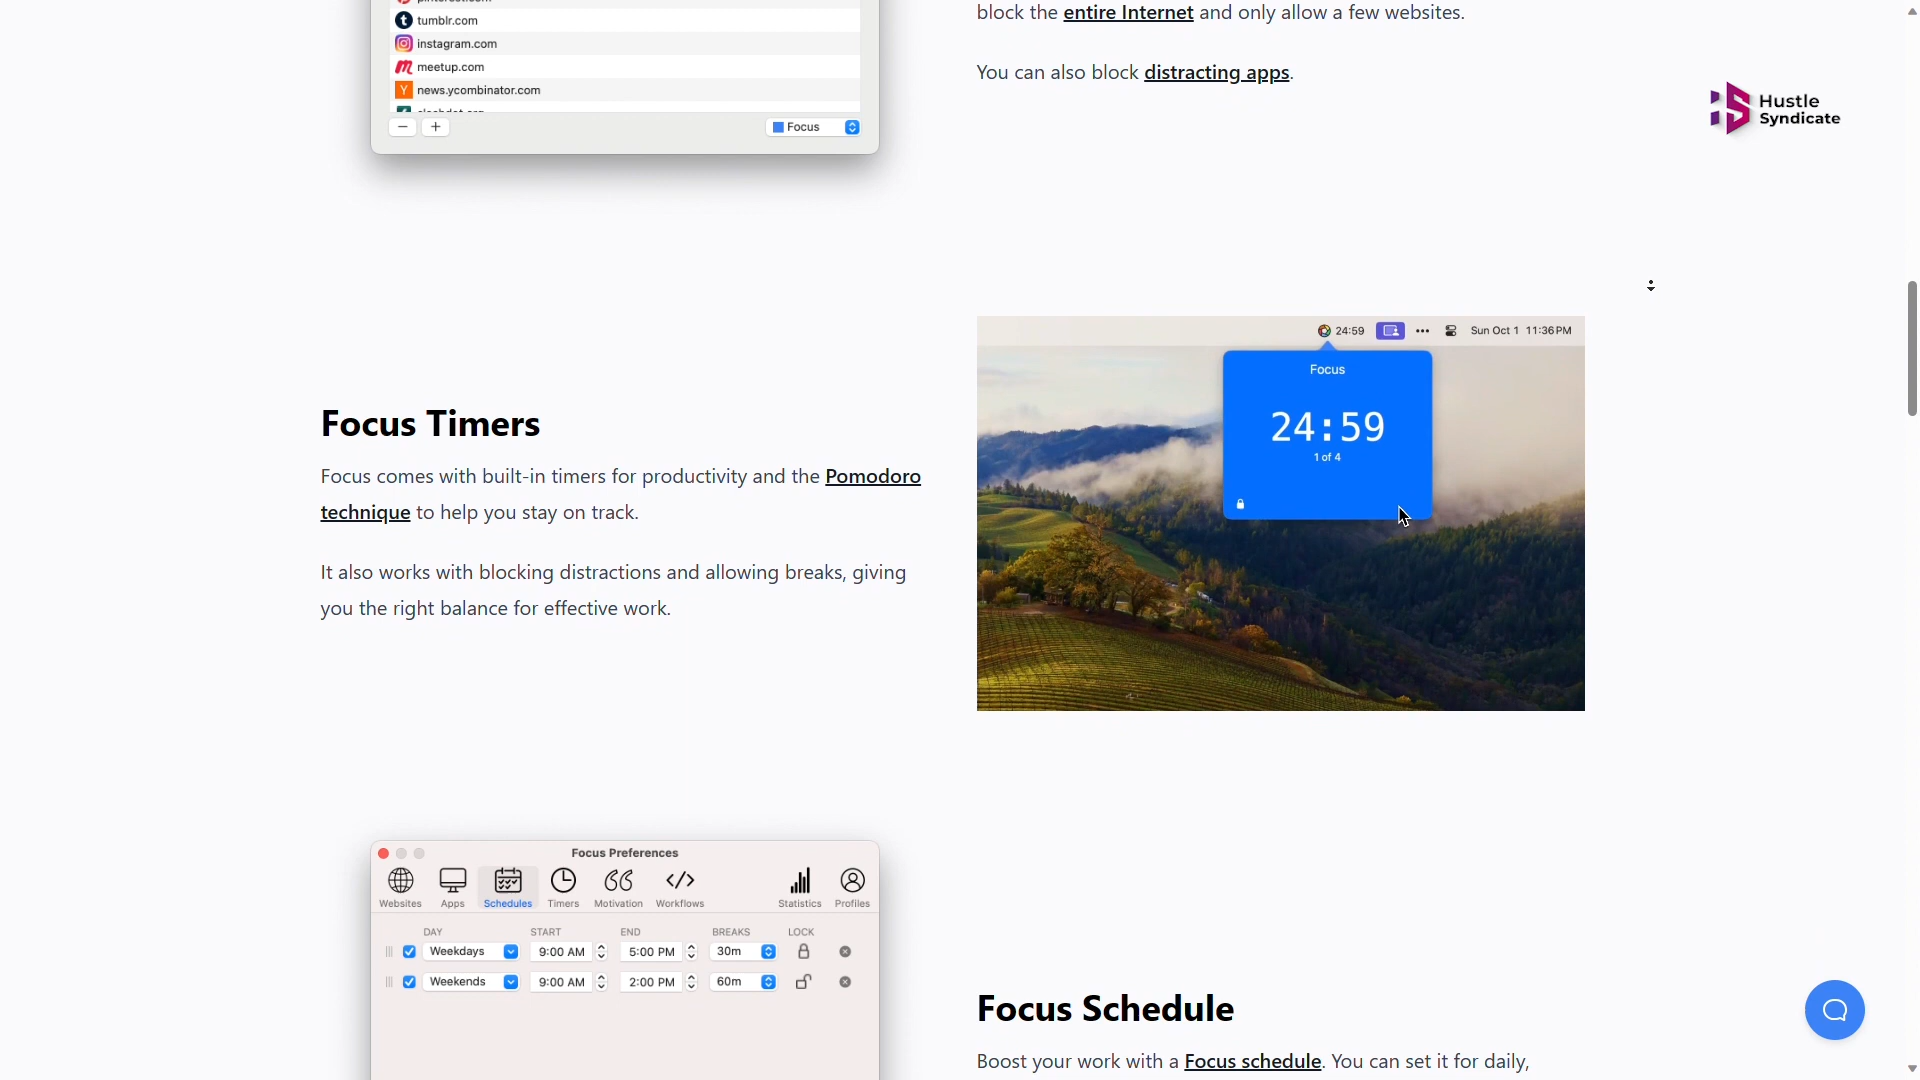 tumblr.com
instagram.com
meetup.com
news.ycombinator.com
Focus
block the entire Internet and only allow a few websites.
You can also block distracting apps.
Hustle
Syndicate
Focus Timers
Focus comes with built-in timers for productivity and the Pomodoro
technique to help you stay on track.
It also works with blocking distractions and allowing breaks, giving
you the right balance for effective work.
24:59
Sun Oct 1 11:36 PM
Focus
24:59
1 of 4
Focus Preferences
Websites Apps Schedules Timers Motivation Workflows Statistics Profiles
DAY START END BREAKS LOCK
Weekdays 9:00 AM 5:00 PM 30m
Weekends 9:00 AM 2:00 PM 60m
Focus Schedule
Boost your work with a Focus schedule. You can set it for daily,